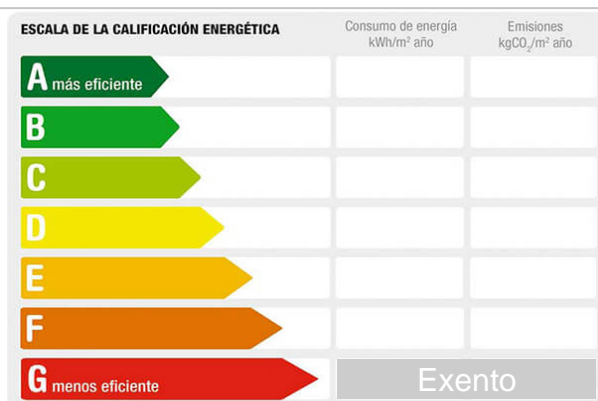 ESCALA DE LA CALIFICACIÓN ENERGÉTICA
Consumo de energía
kWh/m² año
Emisiones
kgCO₂/m² año
A más eficiente
B
C
D
E
F
G menos eficiente
Exento